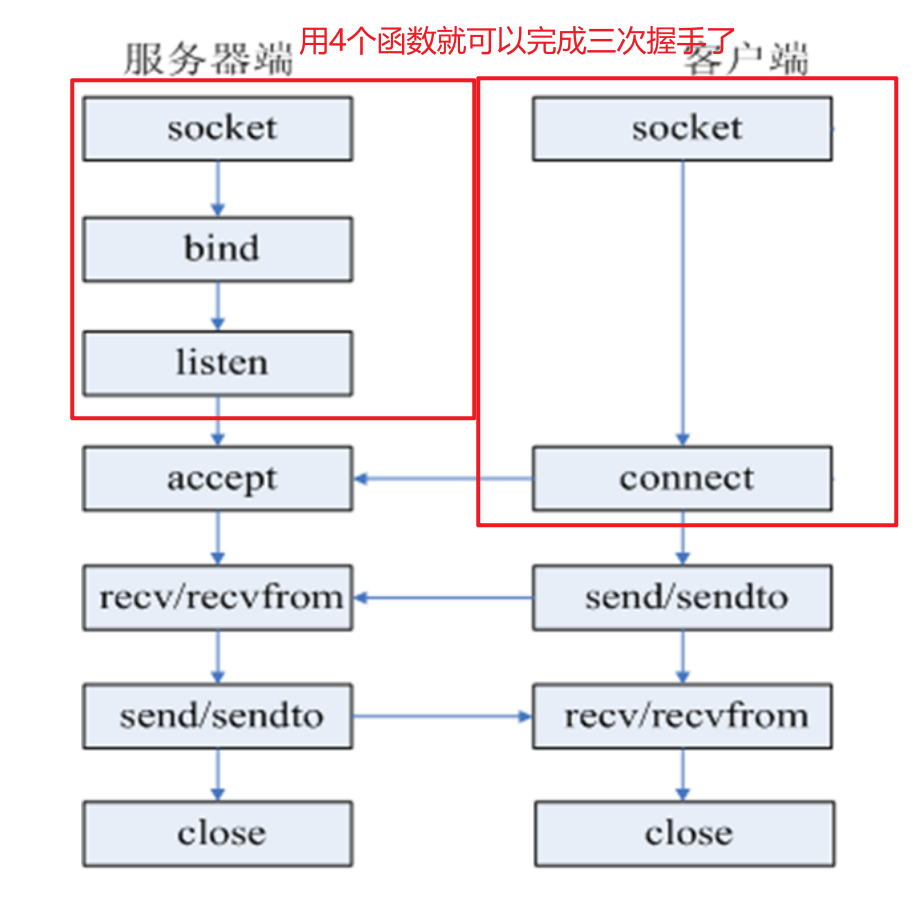 用4个函数就可以完成三次握手了
服务器端
客户端
socket
socket
bind
listen
accept
connect
recv/recvfrom
send/sendto
send/sendto
recv/recvfrom
close
close